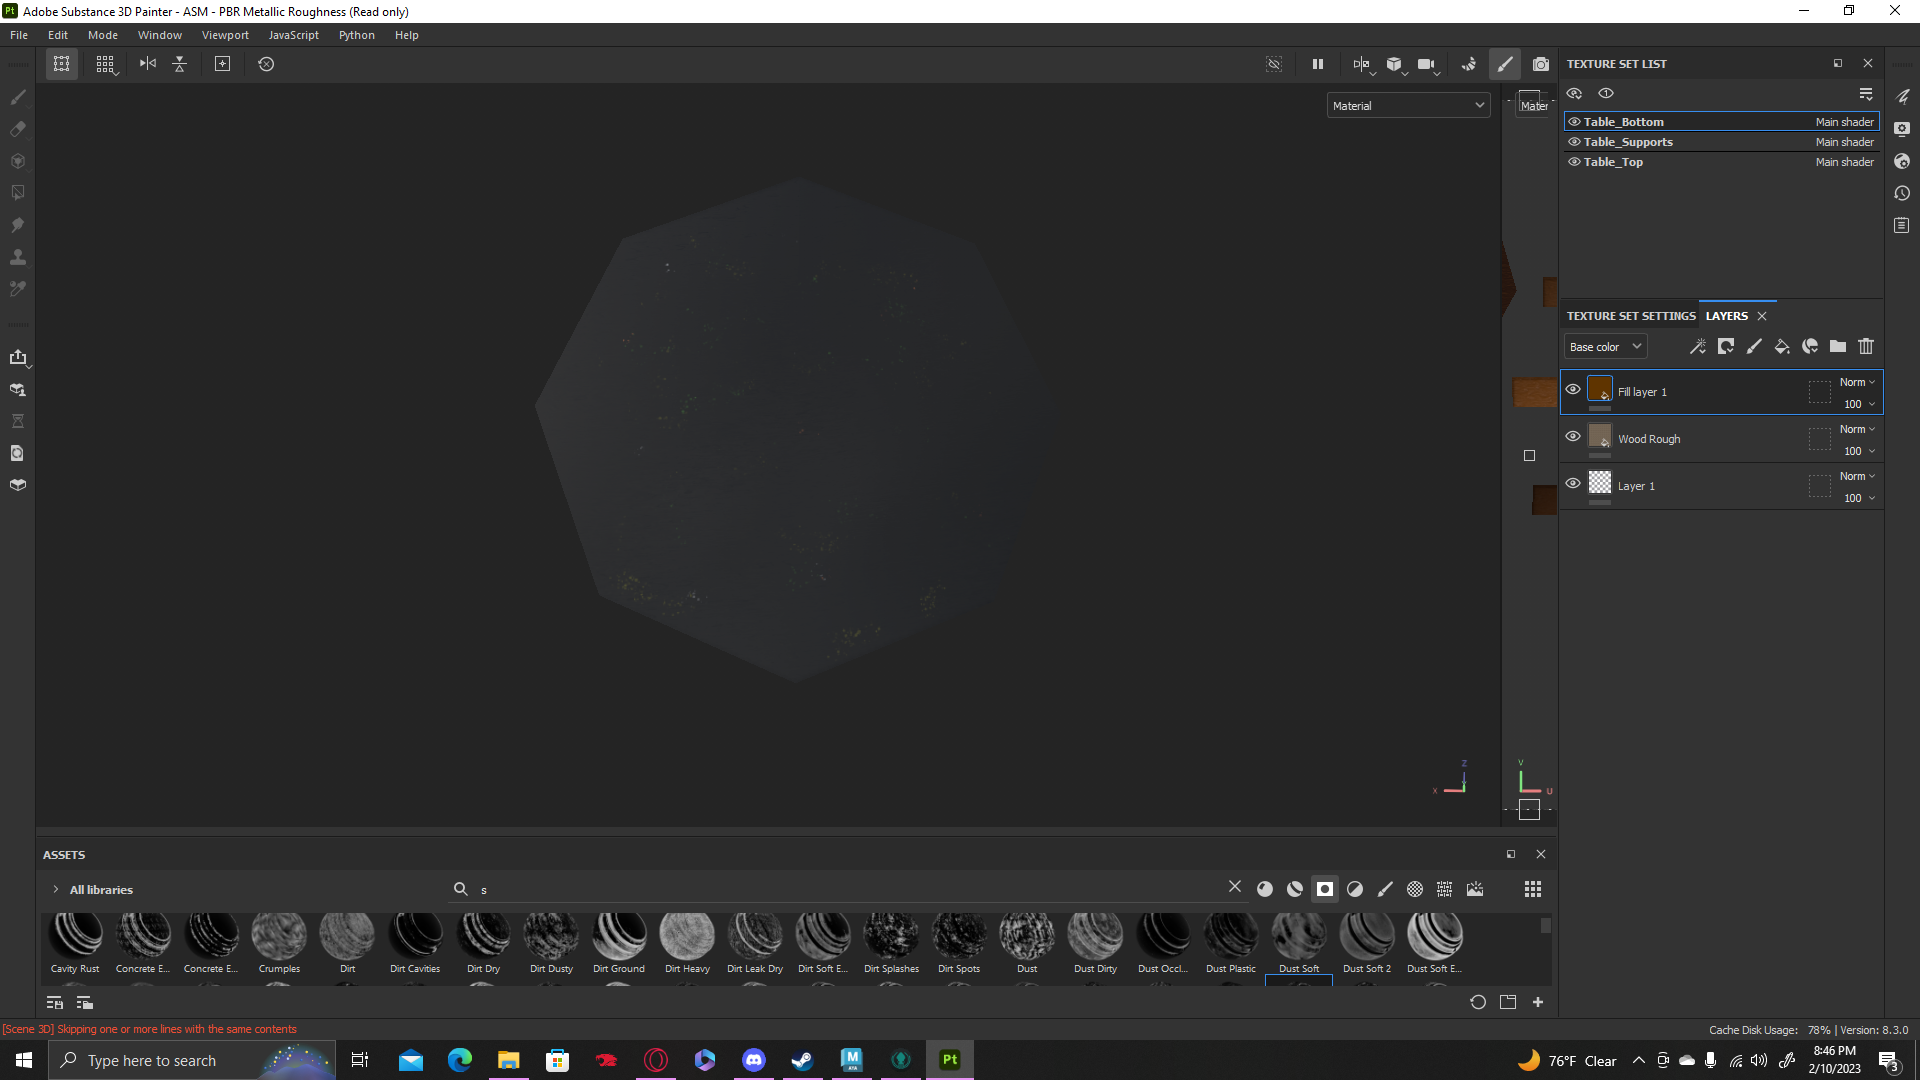 Pt Adobe Substance 3D Painter - ASM - PBR Metallic Roughness (Read only)
File Edit Mode Window Viewport JavaScript Python Help
TEXTURE SET LIST
Material
Mater
Table_Bottom Main shader
Table_Supports Main shader
Table_Top Main shader
TEXTURE SET SETTINGS LAYERS
Base color
Fill layer 1 Norm
100
Wood Rough Norm
100
Layer 1 Norm
100
Z
X
V
U
ASSETS
All libraries
s
Cavity Rust Concrete E... Concrete E... Crumples Dirt Dirt Cavities Dirt Dry Dirt Dusty Dirt Ground Dirt Heavy Dirt Leak Dry Dirt Soft E... Dirt Splashes Dirt Spots Dust Dust Dirty Dust Occl... Dust Plastic Dust Soft Dust Soft 2 Dust Soft E...
[Scene 3D] Skipping one or more lines with the same contents
Cache Disk Usage: 78% | Version: 8.3.0
Type here to search
M
AYA
Pt
76°F Clear
8:46 PM
2/10/2023
3